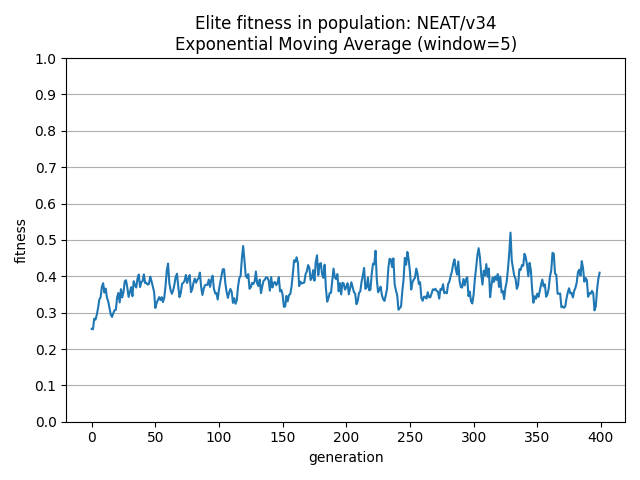 Elite fitness in population: NEAT/v34
Exponential Moving Average (window=5)
1.0
0.9
0.8
0.7
0.6
0.5
0.4
0.3
0.2
0.1
0.0
fitness
0 50 100 150 200 250 300 350 400
generation